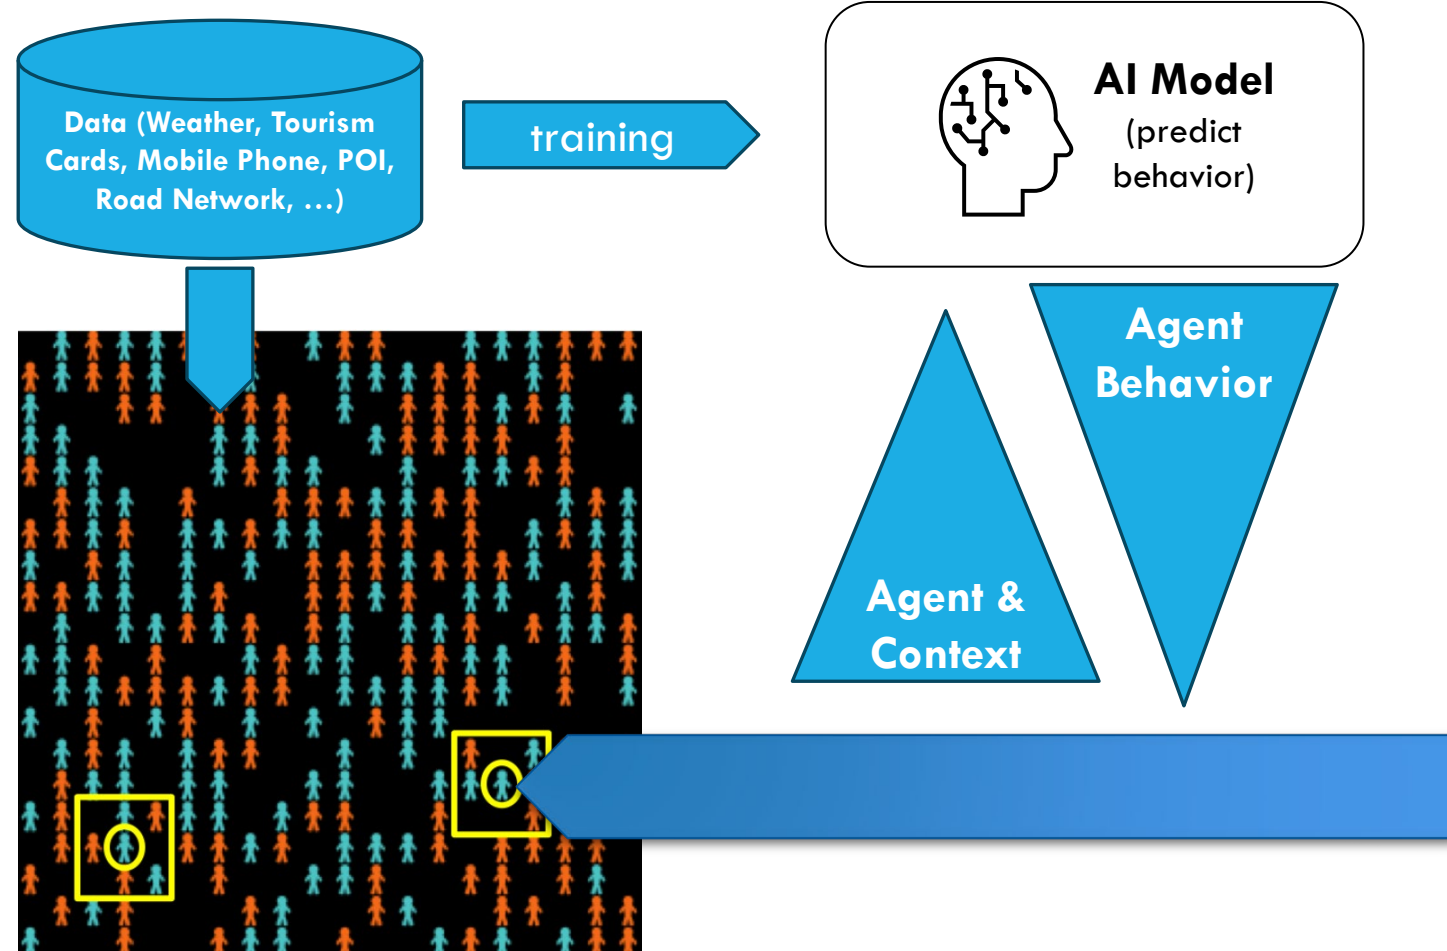 Data (Weather, Tourism
Cards, Mobile Phone, POI,
Road Network, ...)
training
AI Model
(predict
behavior)
Agent
Behavior
Agent &
Context